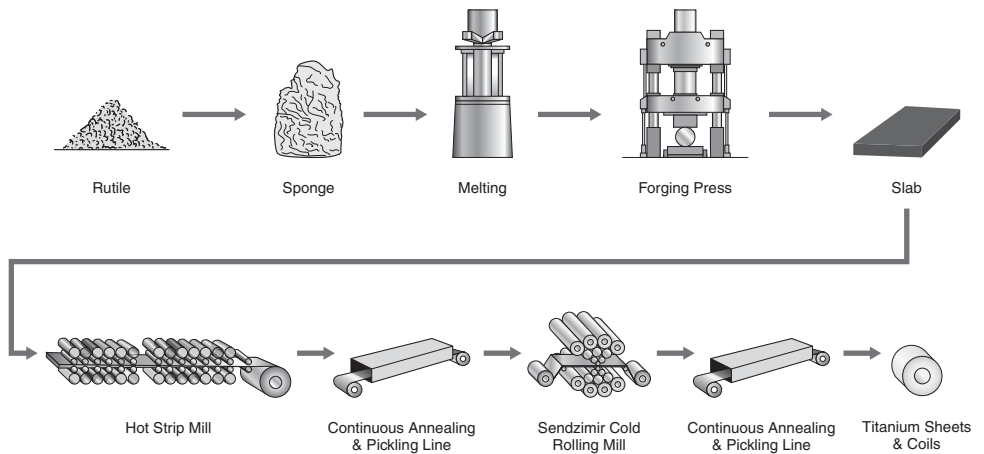 Rutile
Sponge
Melting
Forging Press
Slab
Hot Strip Mill
Continuous Annealing
& Pickling Line
Sendzimir Cold
Rolling Mill
Continuous Annealing
& Pickling Line
Titanium Sheets
& Coils